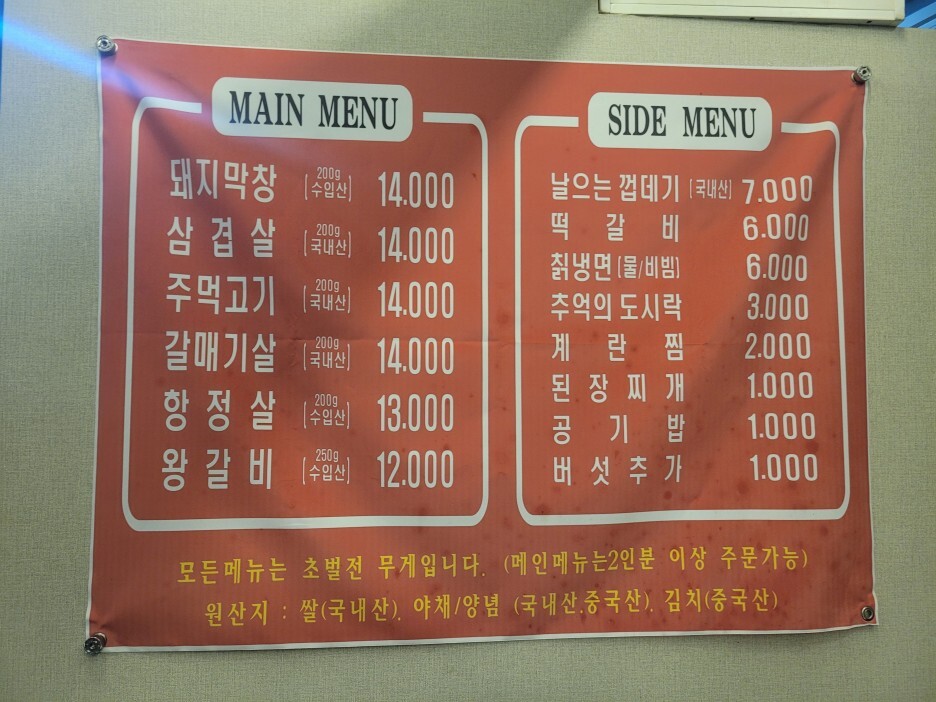 MAIN MENU
돼지막창 [200g 수입산] 14.000
삼겹살 [200g 국내산] 14.000
주먹고기 [200g 국내산] 14.000
갈매기살 [200g 국내산] 14.000
항정살 [200g 수입산] 13.000
왕갈비 [250g 수입산] 12.000
SIDE MENU
날으는 껍데기 [국내산] 7.000
떡갈비 6.000
칡냉면 [물/비빔] 6.000
추억의 도시락 3.000
계란찜 2.000
된장찌개 1.000
공기밥 1.000
버섯추가 1.000
모든메뉴는 초벌전 무게입니다. (메인메뉴는2인분 이상 주문가능)
원산지 : 쌀(국내산), 야채/양념 (국내산,중국산), 김치(중국산)